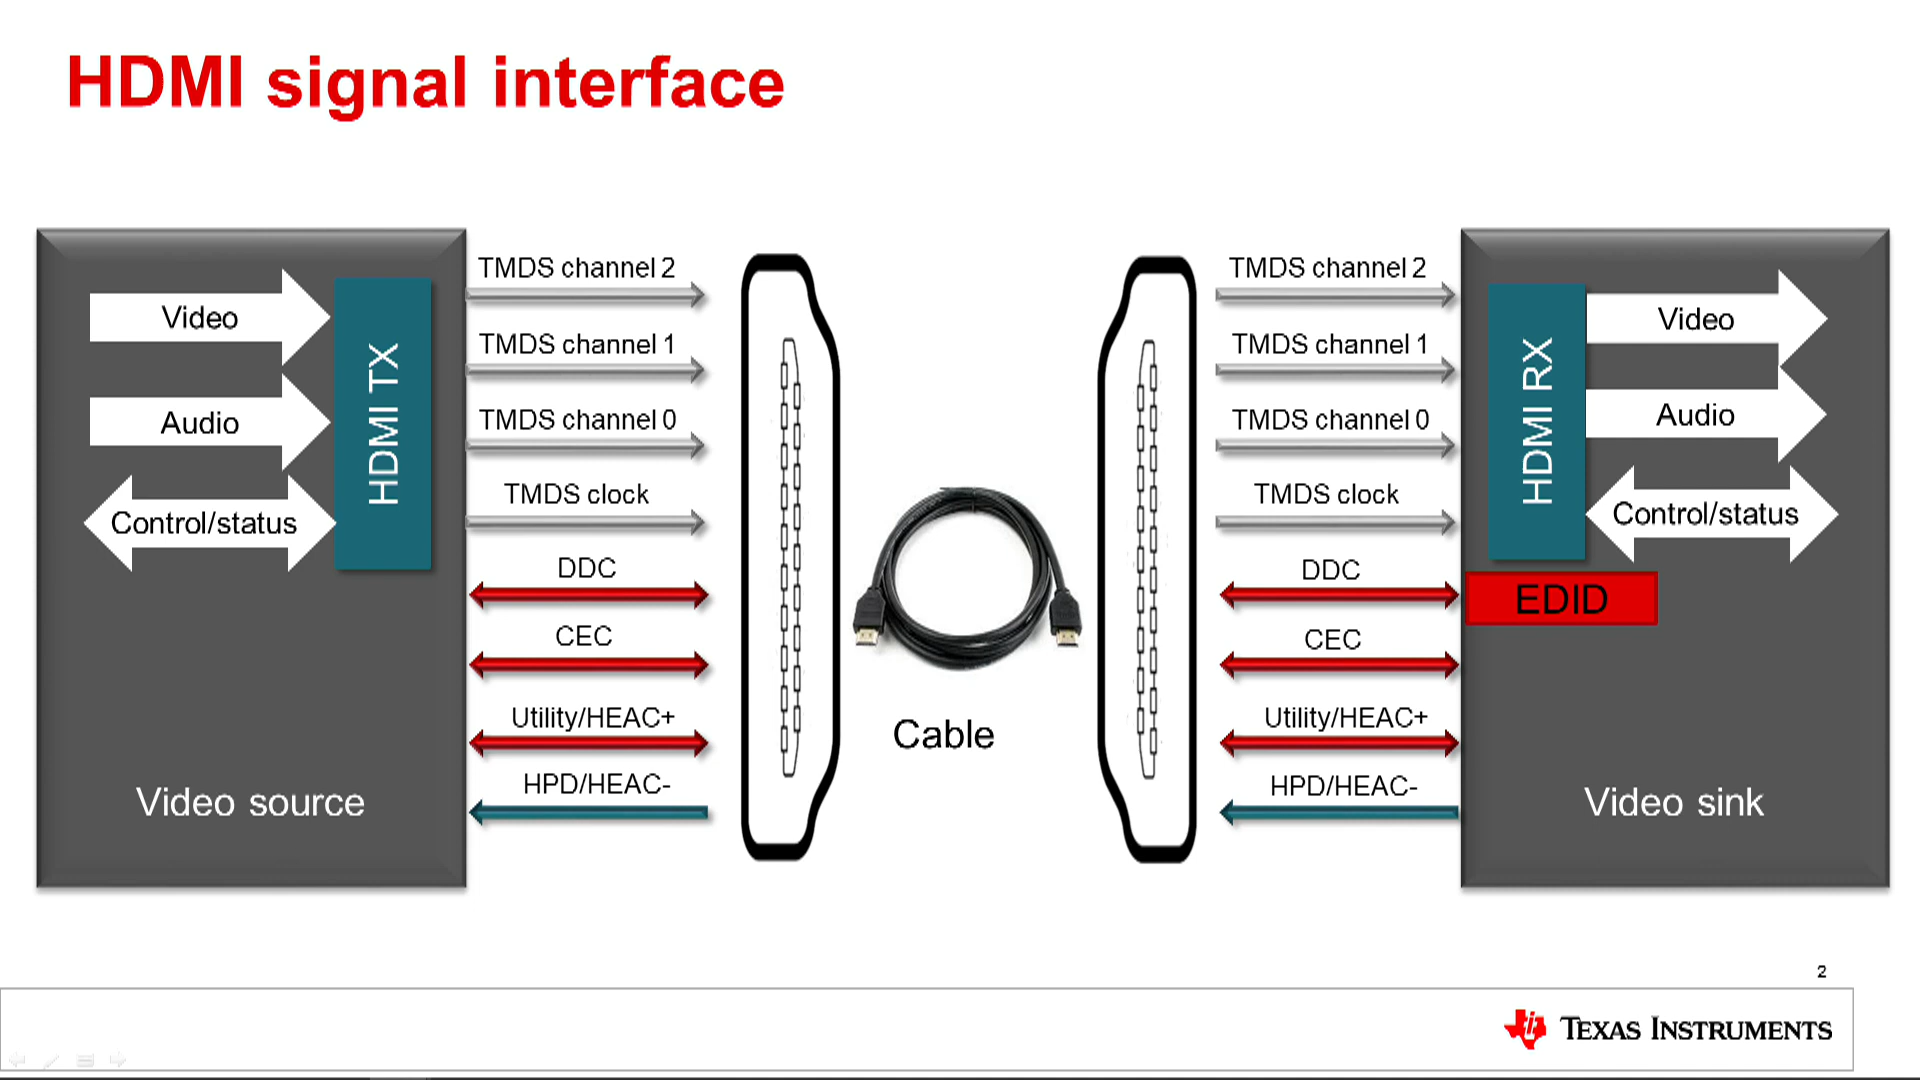 HDMI signal interface
Video
Audio
Control/status
HDMI TX
Video source
TMDS channel 2
TMDS channel 1
TMDS channel 0
TMDS clock
DDC
CEC
Utility/HEAC+
HPD/HEAC-
Cable
TMDS channel 2
TMDS channel 1
TMDS channel 0
TMDS clock
DDC
CEC
Utility/HEAC+
HPD/HEAC-
HDMI RX
Video
Audio
Control/status
EDID
Video sink
2
TEXAS INSTRUMENTS